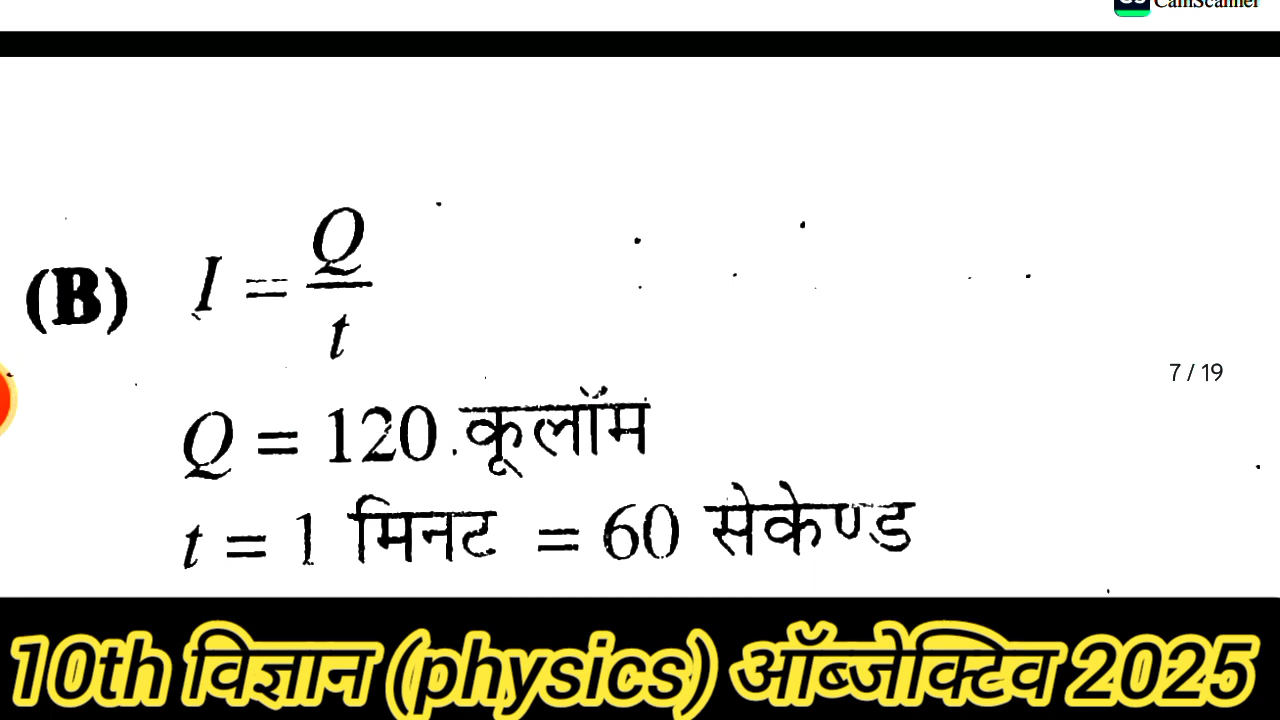 CamScanner
(B) I = Q/t
7 / 19
Q = 120 कूलॉम
t = 1 मिनट = 60 सेकेण्ड
10th विज्ञान (physics) ऑब्जेक्टिव 2025